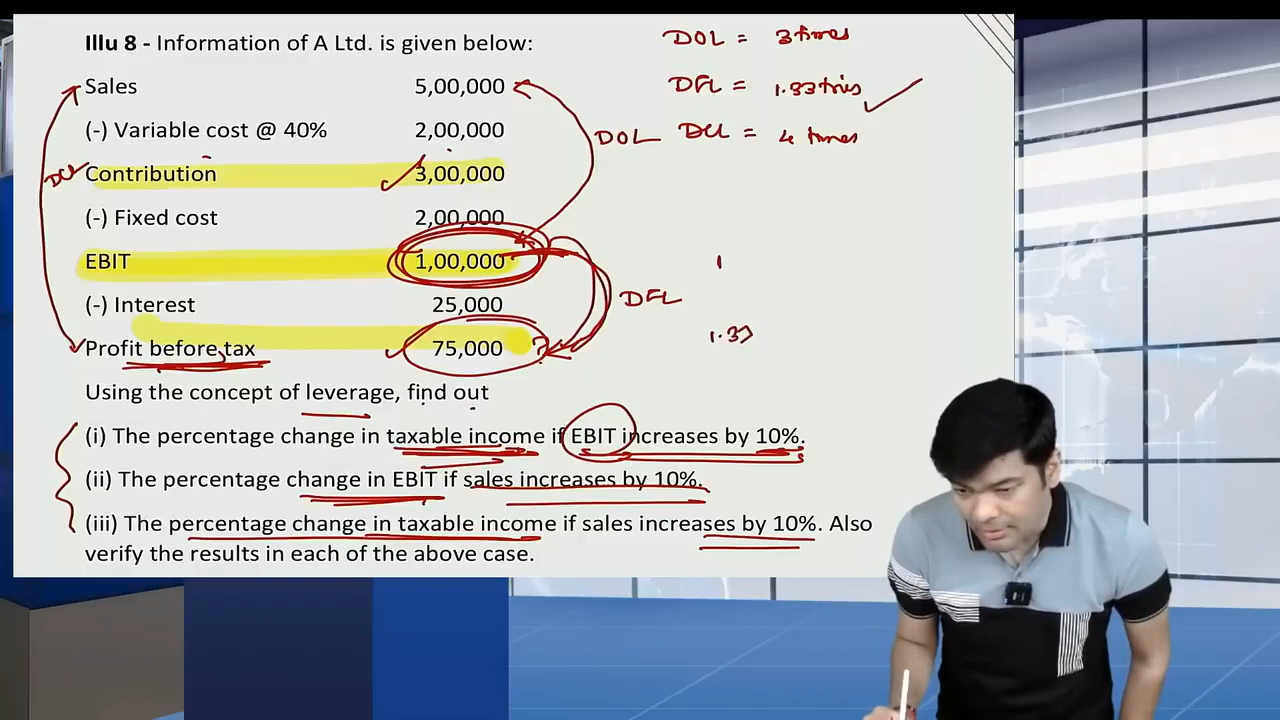 Illu 8 - Information of A Ltd. is given below:
Sales 5,00,000
(-) Variable cost @ 40% 2,00,000
Contribution 3,00,000
(-) Fixed cost 2,00,000
EBIT 1,00,000
(-) Interest 25,000
Profit before tax 75,000 ?
Using the concept of leverage, find out
(i) The percentage change in taxable income if EBIT increases by 10%.
(ii) The percentage change in EBIT if sales increases by 10%.
(iii) The percentage change in taxable income if sales increases by 10%. Also
verify the results in each of the above case.
DOL = 3 times
DFL = 1.33 times
DCL = 4 times
DOL
DCL
DFL
1
1.33